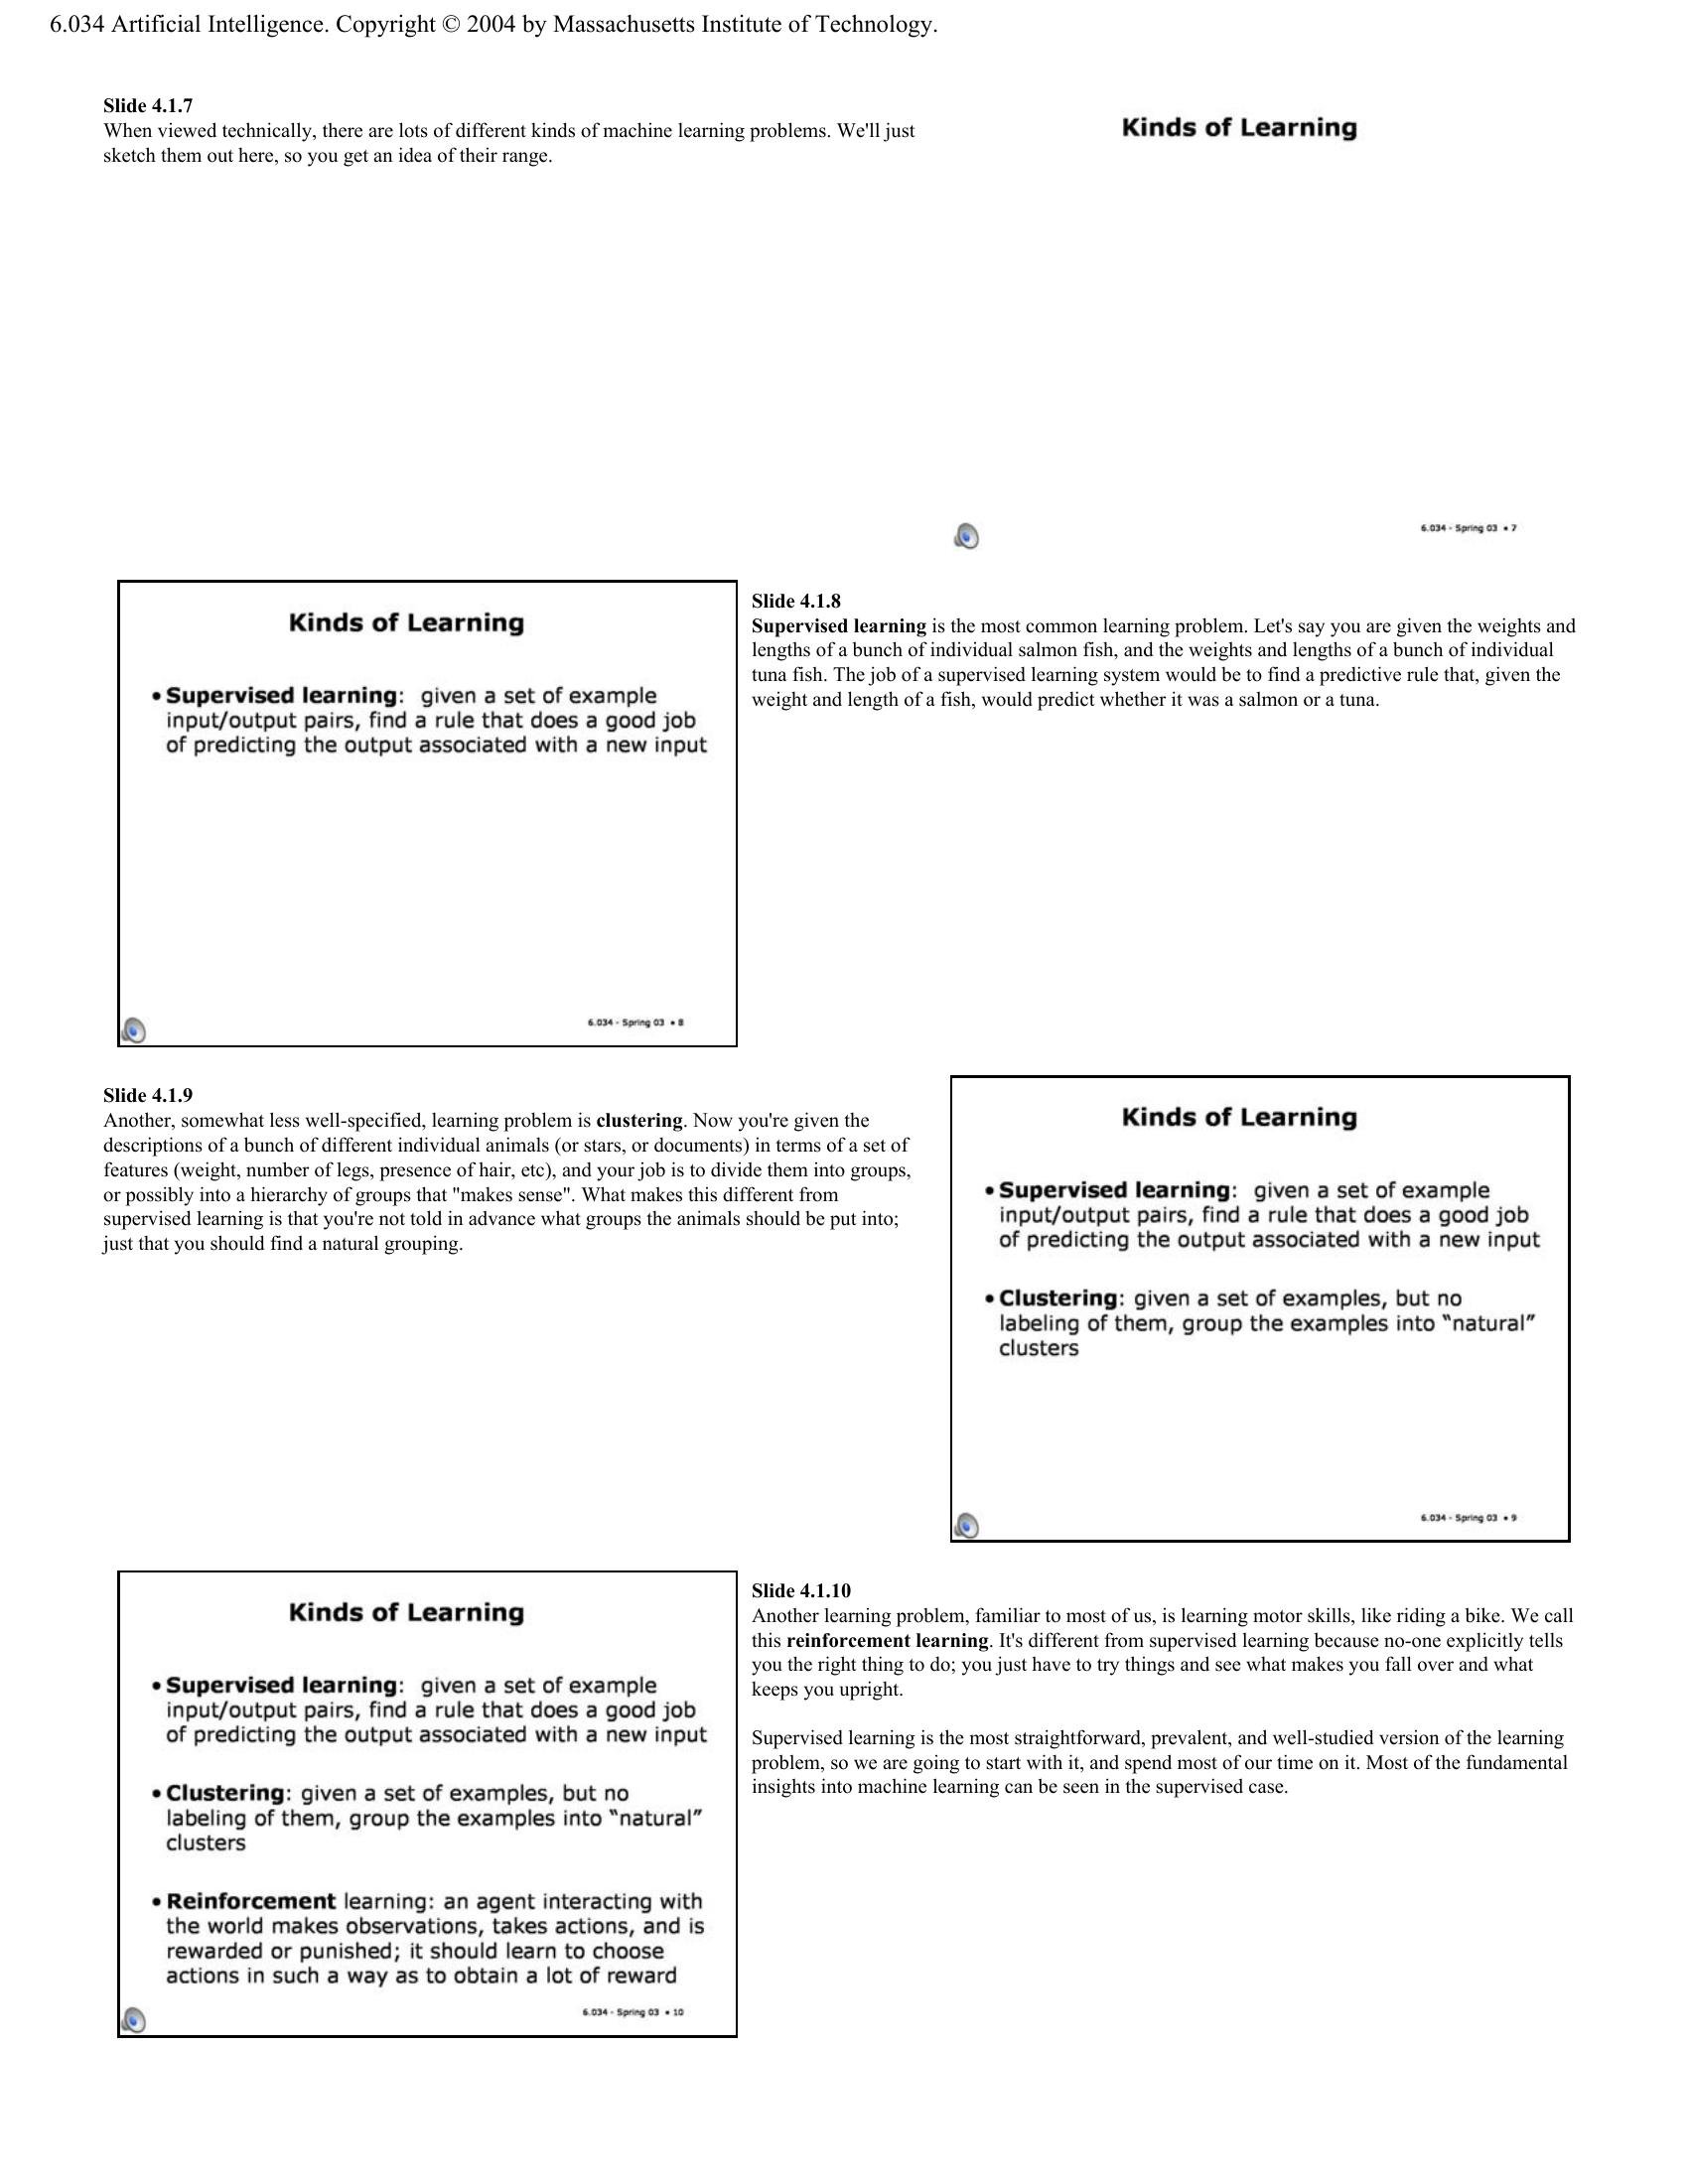 6.034 Artificial Intelligence. Copyright © 2004 by Massachusetts Institute of Technology.
Slide 4.1.7
When viewed technically, there are lots of different kinds of machine learning problems. We'll just
sketch them out here, so you get an idea of their range.
Kinds of Learning
6.034 - Spring 03 • 7
Kinds of Learning
• Supervised learning: given a set of example
input/output pairs, find a rule that does a good job
of predicting the output associated with a new input
6.034 - Spring 03 • 8
Slide 4.1.8
Supervised learning is the most common learning problem. Let's say you are given the weights and
lengths of a bunch of individual salmon fish, and the weights and lengths of a bunch of individual
tuna fish. The job of a supervised learning system would be to find a predictive rule that, given the
weight and length of a fish, would predict whether it was a salmon or a tuna.
Slide 4.1.9
Another, somewhat less well-specified, learning problem is clustering. Now you're given the
descriptions of a bunch of different individual animals (or stars, or documents) in terms of a set of
features (weight, number of legs, presence of hair, etc), and your job is to divide them into groups,
or possibly into a hierarchy of groups that "makes sense". What makes this different from
supervised learning is that you're not told in advance what groups the animals should be put into;
just that you should find a natural grouping.
Kinds of Learning
• Supervised learning: given a set of example
input/output pairs, find a rule that does a good job
of predicting the output associated with a new input
• Clustering: given a set of examples, but no
labeling of them, group the examples into “natural”
clusters
6.034 - Spring 03 • 9
Kinds of Learning
• Supervised learning: given a set of example
input/output pairs, find a rule that does a good job
of predicting the output associated with a new input
• Clustering: given a set of examples, but no
labeling of them, group the examples into “natural”
clusters
• Reinforcement learning: an agent interacting with
the world makes observations, takes actions, and is
rewarded or punished; it should learn to choose
actions in such a way as to obtain a lot of reward
6.034 - Spring 03 • 10
Slide 4.1.10
Another learning problem, familiar to most of us, is learning motor skills, like riding a bike. We call
this reinforcement learning. It's different from supervised learning because no-one explicitly tells
you the right thing to do; you just have to try things and see what makes you fall over and what
keeps you upright.
Supervised learning is the most straightforward, prevalent, and well-studied version of the learning
problem, so we are going to start with it, and spend most of our time on it. Most of the fundamental
insights into machine learning can be seen in the supervised case.